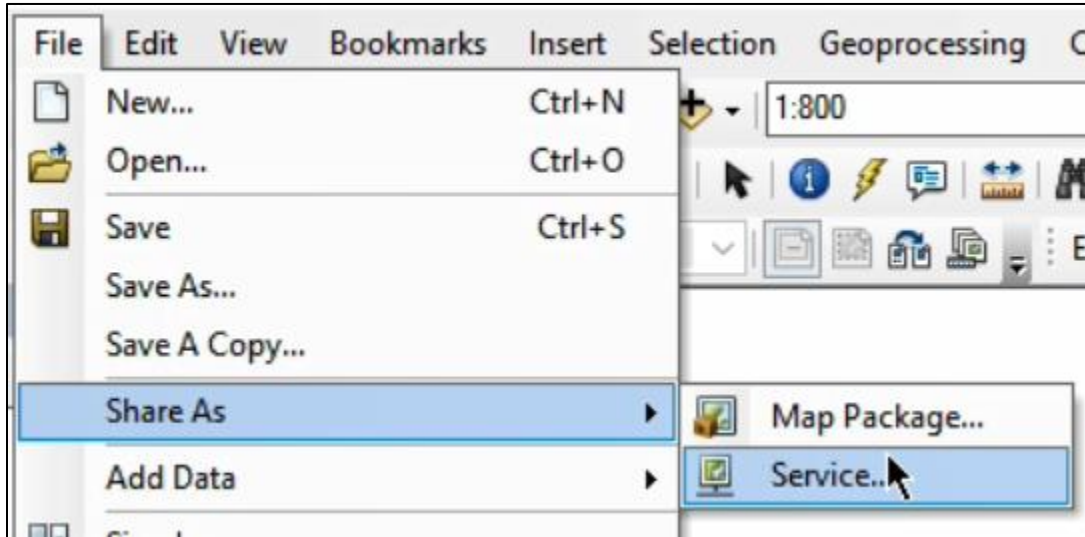 File Edit View Bookmarks Insert Selection Geoprocessing
New... Ctrl+N
1:800
Open... Ctrl+O
Save Ctrl+S
Save As...
Save A Copy...
Share As
Map Package...
Add Data
Service...